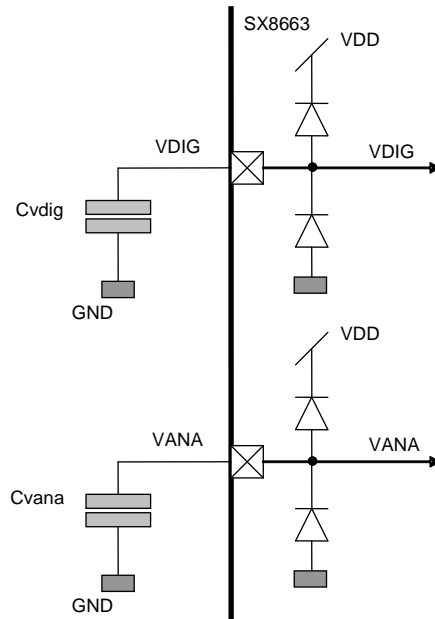 SX8663
VDD
VDIG
VDIG
Cvdig
GND
VDD
VANA
VANA
Cvana
GND